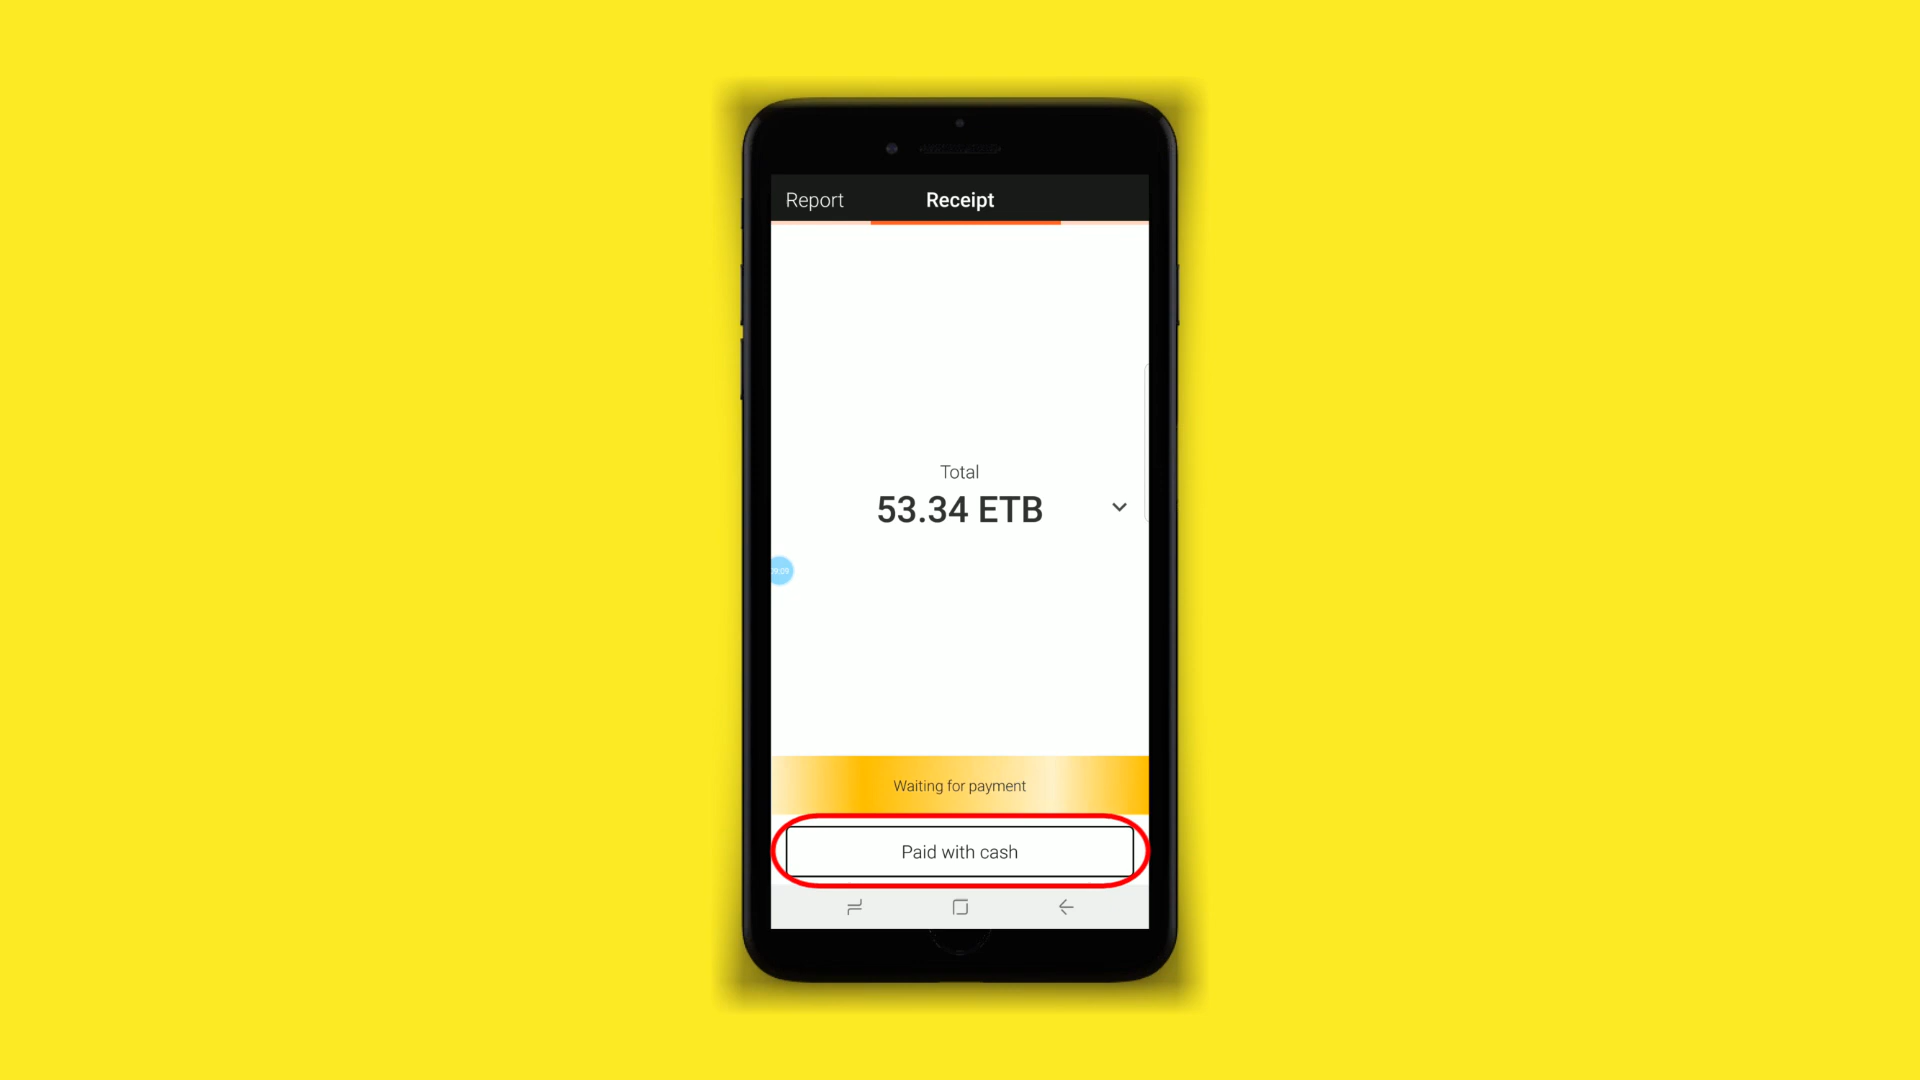 Report
Receipt
Total
53.34 ETB
Waiting for payment
Paid with cash